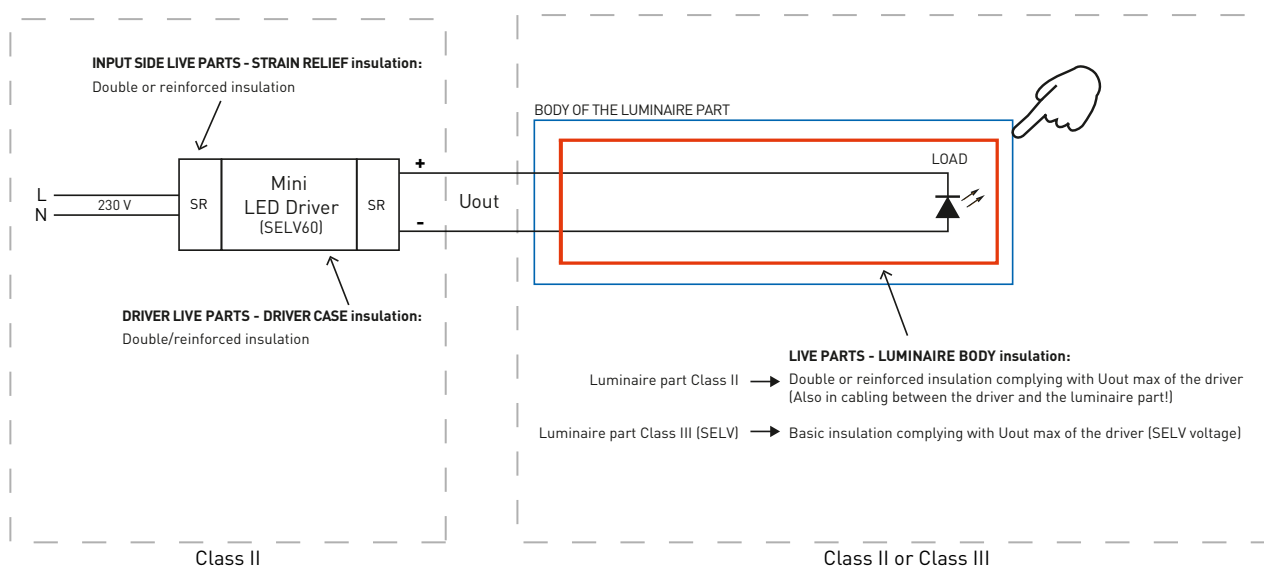 INPUT SIDE LIVE PARTS - STRAIN RELIEF insulation:
Double or reinforced insulation
BODY OF THE LUMINAIRE PART
LOAD
L
N
230 V
SR
Mini
LED Driver
(SELV60)
SR
+
-
Uout
DRIVER LIVE PARTS - DRIVER CASE insulation:
Double/reinforced insulation
LIVE PARTS - LUMINAIRE BODY insulation:
Luminaire part Class II
Double or reinforced insulation complying with Uout max of the driver
(Also in cabling between the driver and the luminaire part!)
Luminaire part Class III (SELV)
Basic insulation complying with Uout max of the driver (SELV voltage)
Class II
Class II or Class III